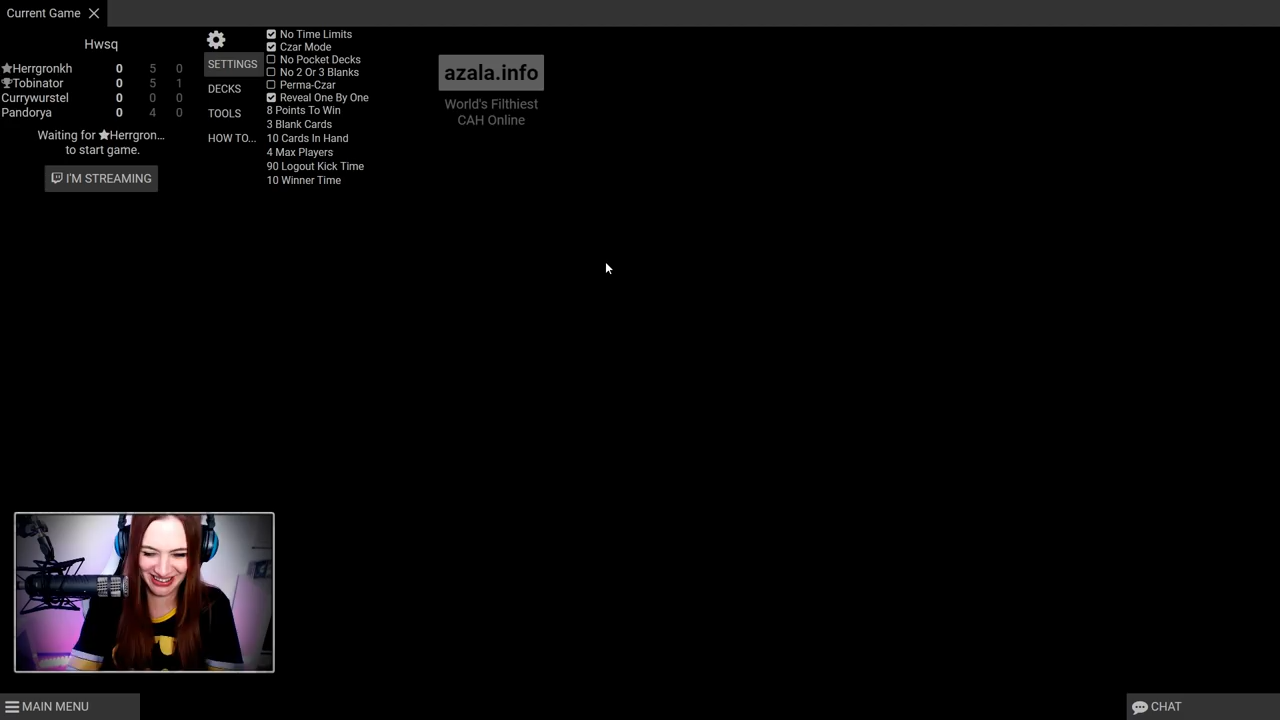 Current Game
Hwsq
Herrgronkh 0 5 0
Tobinator 0 5 1
Currywurstel 0 0 0
Pandorya 0 4 0
Waiting for Herrgron...
to start game.
I'M STREAMING
SETTINGS
DECKS
TOOLS
HOW TO...
No Time Limits
Czar Mode
No Pocket Decks
No 2 Or 3 Blanks
Perma-Czar
Reveal One By One
8 Points To Win
3 Blank Cards
10 Cards In Hand
4 Max Players
90 Logout Kick Time
10 Winner Time
azala.info
World's Filthiest
CAH Online
MAIN MENU
CHAT